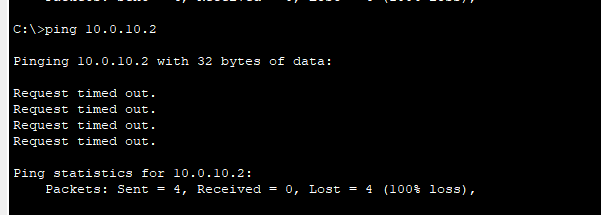 C:\>ping 10.0.10.2
Pinging 10.0.10.2 with 32 bytes of data:
Request timed out.
Request timed out.
Request timed out.
Request timed out.
Ping statistics for 10.0.10.2:
Packets: Sent = 4, Received = 0, Lost = 4 (100% loss),